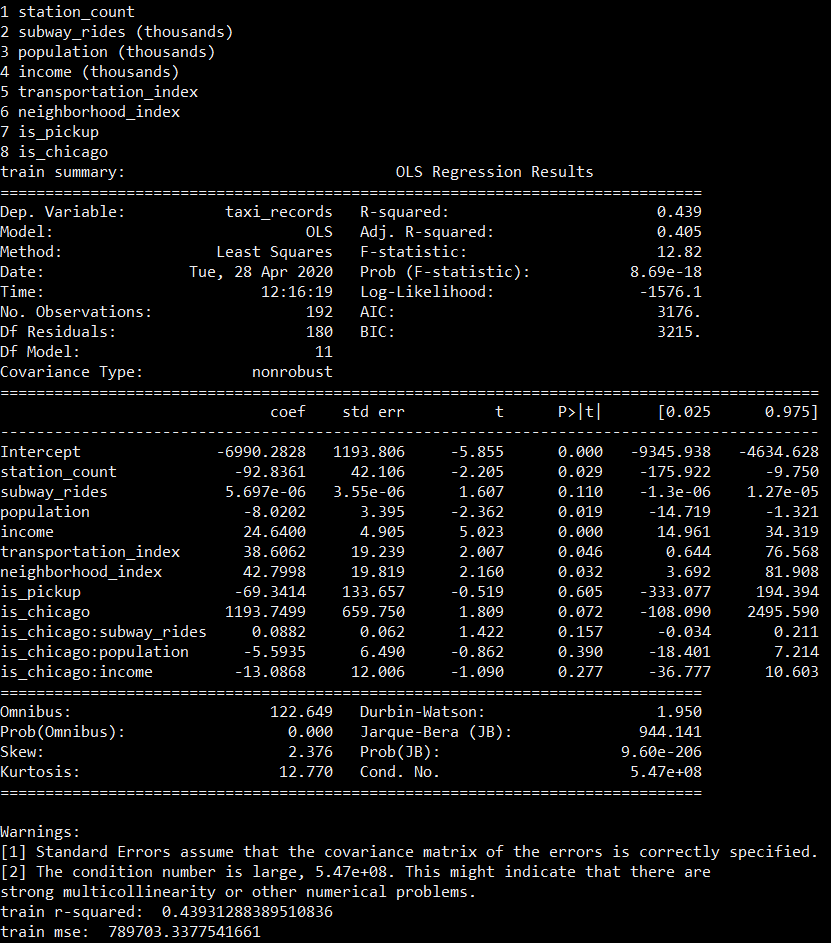 1 station_count
2 subway_rides (thousands)
3 population (thousands)
4 income (thousands)
5 transportation_index
6 neighborhood_index
7 is_pickup
8 is_chicago
train summary:                              OLS Regression Results
==============================================================================
Dep. Variable:           taxi_records   R-squared:                       0.439
Model:                            OLS   Adj. R-squared:                  0.405
Method:                 Least Squares   F-statistic:                     12.82
Date:                Tue, 28 Apr 2020   Prob (F-statistic):           8.69e-18
Time:                        12:16:19   Log-Likelihood:                -1576.1
No. Observations:                 192   AIC:                             3176.
Df Residuals:                     180   BIC:                             3215.
Df Model:                          11
Covariance Type:            nonrobust
===========================================================================================
                              coef    std err          t      P>|t|      [0.025      0.975]
-------------------------------------------------------------------------------------------
Intercept               -6990.2828   1193.806     -5.855      0.000   -9345.938   -4634.628
station_count             -92.8361     42.106     -2.205      0.029    -175.922      -9.750
subway_rides             5.697e-06   3.55e-06      1.607      0.110    -1.3e-06    1.27e-05
population                 -8.0202      3.395     -2.362      0.019     -14.719      -1.321
income                     24.6400      4.905      5.023      0.000      14.961      34.319
transportation_index       38.6062     19.239      2.007      0.046       0.644      76.568
neighborhood_index         42.7998     19.819      2.160      0.032       3.692      81.908
is_pickup                 -69.3414    133.657     -0.519      0.605    -333.077     194.394
is_chicago               1193.7499    659.750      1.809      0.072    -108.090    2495.590
is_chicago:subway_rides     0.0882      0.062      1.422      0.157      -0.034       0.211
is_chicago:population      -5.5935      6.490     -0.862      0.390     -18.401       7.214
is_chicago:income         -13.0868     12.006     -1.090      0.277     -36.777      10.603
==============================================================================
Omnibus:                      122.649   Durbin-Watson:                   1.950
Prob(Omnibus):                  0.000   Jarque-Bera (JB):              944.141
Skew:                           2.376   Prob(JB):                    9.60e-206
Kurtosis:                      12.770   Cond. No.                     5.47e+08
==============================================================================

Warnings:
[1] Standard Errors assume that the covariance matrix of the errors is correctly specified.
[2] The condition number is large, 5.47e+08. This might indicate that there are
strong multicollinearity or other numerical problems.
train r-squared:  0.43931288389510836
train mse:  789703.3377541661